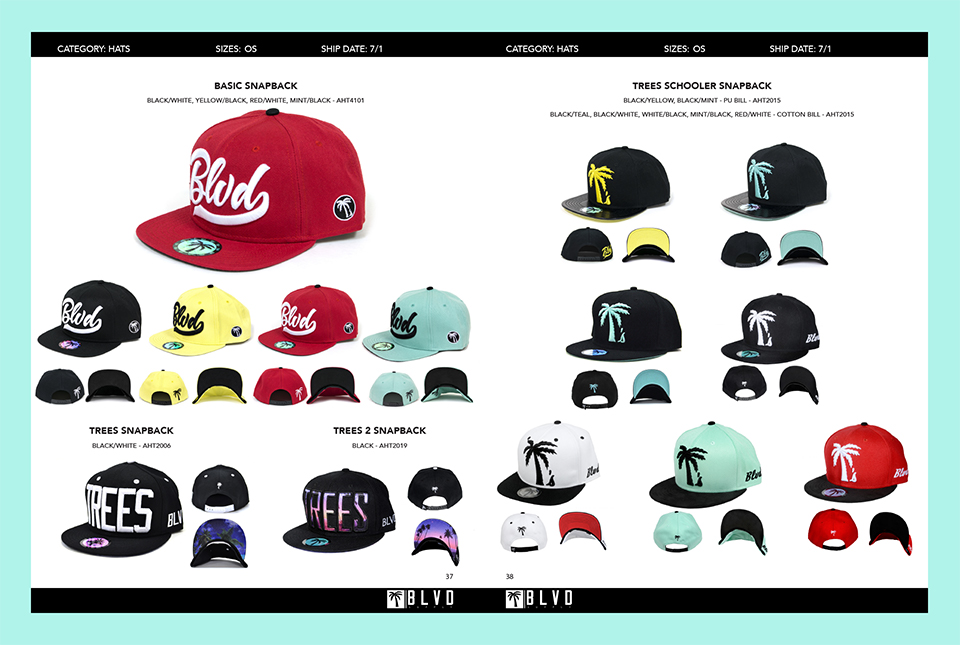 CATEGORY: HATS SIZES: OS SHIP DATE: 7/1
BASIC SNAPBACK
BLACK/WHITE, YELLOW/BLACK, RED/WHITE, MINT/BLACK - AHT4101
Blvd
Blvd Blvd Blvd Blvd
TREES SNAPBACK
BLACK/WHITE - AHT2006
TREES
BLVD
TREES 2 SNAPBACK
BLACK - AHT2019
TREES
BLVD
37
BLVD
CATEGORY: HATS SIZES: OS SHIP DATE: 7/1
TREES SCHOOLER SNAPBACK
BLACK/YELLOW, BLACK/MINT - PU BILL - AHT2015
BLACK/TEAL, BLACK/WHITE, WHITE/BLACK, MINT/BLACK, RED/WHITE - COTTON BILL - AHT2015
Blvd
Blvd Blvd Blvd
38
BLVD